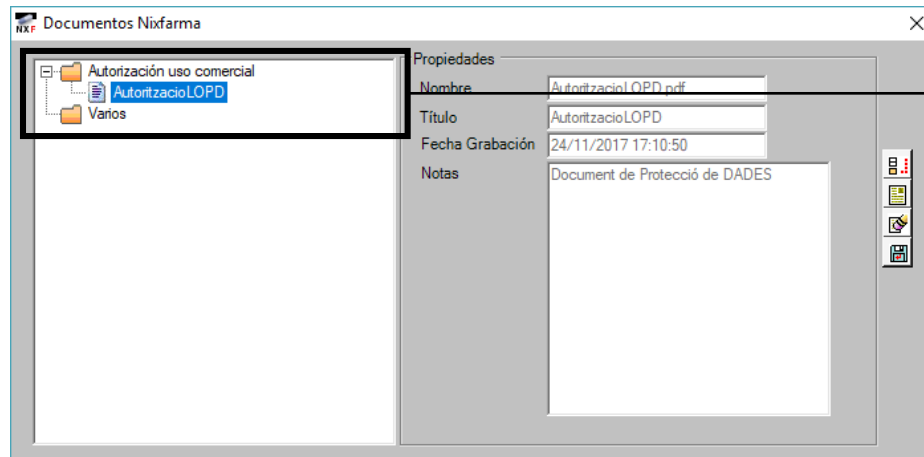 NXF Documentos Nixfarma
Autorización uso comercial
AutoritzacioLOPD
Varios
Propiedades
Nombre AutoritzacioLOPD.pdf
Título AutoritzacioLOPD
Fecha Grabación 24/11/2017 17:10:50
Notas Document de Protecció de DADES